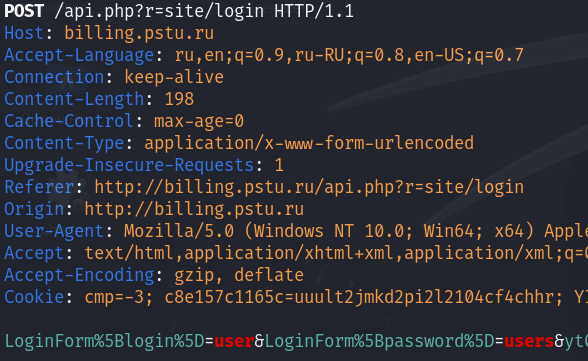 POST /api.php?r=site/login HTTP/1.1
Host: billing.pstu.ru
Accept-Language: ru,en;q=0.9,ru-RU;q=0.8,en-US;q=0.7
Connection: keep-alive
Content-Length: 198
Cache-Control: max-age=0
Content-Type: application/x-www-form-urlencoded
Upgrade-Insecure-Requests: 1
Referer: http://billing.pstu.ru/api.php?r=site/login
Origin: http://billing.pstu.ru
User-Agent: Mozilla/5.0 (Windows NT 10.0; Win64; x64) Apple
Accept: text/html,application/xhtml+xml,application/xml;q=0
Accept-Encoding: gzip, deflate
Cookie: cmp=-3; c8e157c1165c=uuult2jmkd2pi2l2104cf4chhr; YI
LoginForm%5Blogin%5D=user&LoginForm%5Bpassword%5D=users&yt